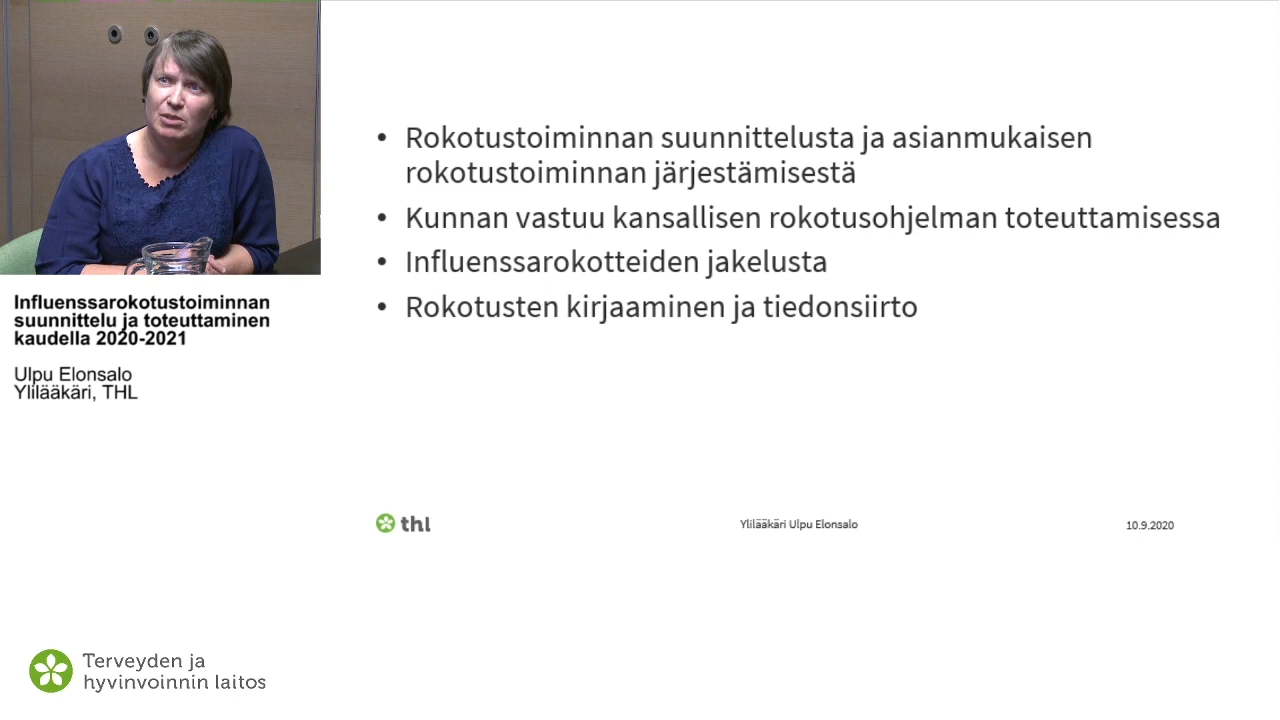 Influenssarokotustoiminnan
suunnittelu ja toteuttaminen
kaudella 2020-2021
Ulpu Elonsalo
Ylilääkäri, THL
• Rokotustoiminnan suunnittelusta ja asianmukaisen
rokotustoiminnan järjestämisestä
• Kunnan vastuu kansallisen rokotusohjelman toteuttamisessa
• Influenssarokotteiden jakelusta
• Rokotusten kirjaaminen ja tiedonsiirto
thl
Ylilääkäri Ulpu Elonsalo
10.9.2020
Terveyden ja
hyvinvoinnin laitos